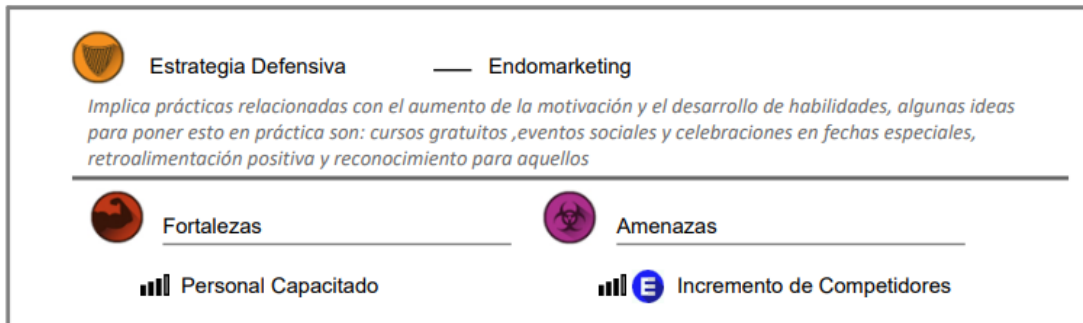 Estrategia Defensiva — Endomarketing
Implica prácticas relacionadas con el aumento de la motivación y el desarrollo de habilidades, algunas ideas
para poner esto en práctica son: cursos gratuitos ,eventos sociales y celebraciones en fechas especiales,
retroalimentación positiva y reconocimiento para aquellos
Fortalezas
Amenazas
Personal Capacitado
E Incremento de Competidores